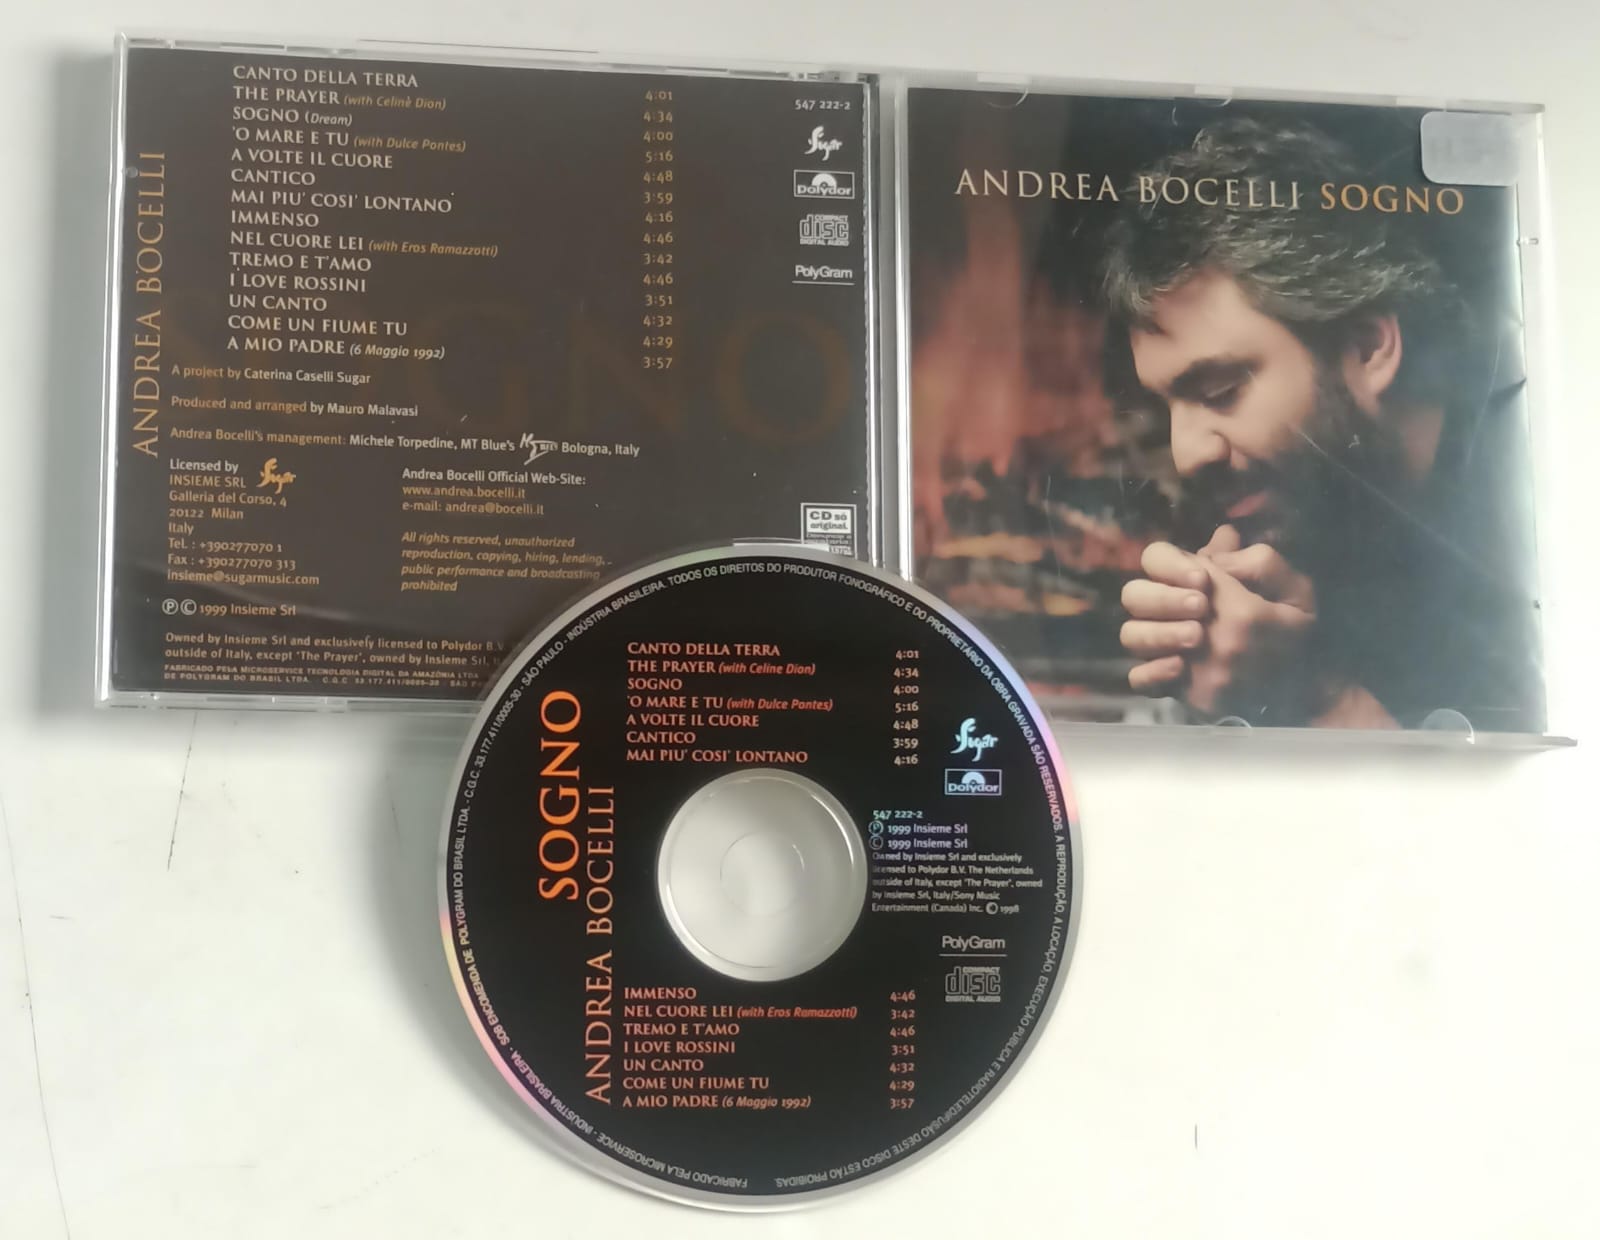 ANDREA BOCELLI
CANTO DELLA TERRA 4:01
THE PRAYER (with Celine Dion) 4:34
SOGNO (Dream) 4:00
'O MARE E TU (with Dulce Pontes) 5:16
A VOLTE IL CUORE 4:48
CANTICO 3:59
MAI PIU' COSI' LONTANO 4:16
IMMENSO 4:46
NEL CUORE LEI (with Eros Ramazzotti) 3:42
TREMO E T'AMO 4:46
I LOVE ROSSINI 3:51
UN CANTO 4:32
COME UN FIUME TU 4:29
A MIO PADRE (6 Maggio 1992) 3:57
SOGNO
A project by Caterina Caselli Sugar
Produced and arranged by Mauro Malavasi
Andrea Bocelli's management: Michele Torpedine, MT Blue's Bologna, Italy
Licensed by
INSIEME SRL
Sugar
Galleria del Corso, 4
20122 Milan
Italy
Tel. : +390277070 1
Fax : +390277070 313
insieme@sugarmusic.com
Andrea Bocelli Official Web-Site:
www.andrea.bocelli.it
e-mail: andrea@bocelli.it
All rights reserved, unauthorized
reproduction, copying, hiring, lending,
public performance and broadcasting
prohibited
Ⓟ © 1999 Insieme Srl
Owned by Insieme Srl and exclusively licensed to Polydor B.V.
outside of Italy, except 'The Prayer', owned by Insieme Srl,
FABRICADO PELA MICROSERVICE TECNOLOGIA DIGITAL DA AMAZÔNIA LTDA
DE POLYGRAM DO BRASIL LTDA. - C.G.C. 33.177.411/0005-30 - SÃO
547 222-2
Sugar
Polydor
COMPACT
disc
DIGITAL AUDIO
PolyGram
CD só
original.
ANDREA BOCELLI SOGNO
SOGNO
ANDREA BOCELLI
CANTO DELLA TERRA 4:01
THE PRAYER (with Celine Dion) 4:34
SOGNO 4:00
'O MARE E TU (with Dulce Pontes) 5:16
A VOLTE IL CUORE 4:48
CANTICO 3:59
MAI PIU' COSI' LONTANO 4:16
Sugar
polydor
547 222-2
Ⓟ 1999 Insieme Srl
© 1999 Insieme Srl
Owned by Insieme Srl and exclusively
licensed to Polydor B.V. The Netherlands
outside of Italy, except 'The Prayer', owned
by Insieme Srl, Italy/Sony Music
Entertainment (Canada) Inc. © 1998
PolyGram
COMPACT
disc
DIGITAL AUDIO
IMMENSO 4:46
NEL CUORE LEI (with Eros Ramazzotti) 3:42
TREMO E T'AMO 4:46
I LOVE ROSSINI 3:51
UN CANTO 4:32
COME UN FIUME TU 4:29
A MIO PADRE (6 Maggio 1992) 3:57
FABRICADO PELA MICROSERVICE - INDÚSTRIA BRASILEIRA - SOB ENCOMENDA DE POLYGRAM DO BRASIL LTDA. - C.G.C. 33.177.411/0005-30 - SÃO PAULO - INDÚSTRIA BRASILEIRA. TODOS OS DIREITOS DO PRODUTOR FONOGRÁFICO E DO PROPRIETÁRIO DA OBRA GRAVADA SÃO RESERVADOS. A REPRODUÇÃO, A LOCAÇÃO, EXECUÇÃO PÚBLICA E RADIOTELEDIFUSÃO DESTE DISCO ESTÃO PROIBIDAS.